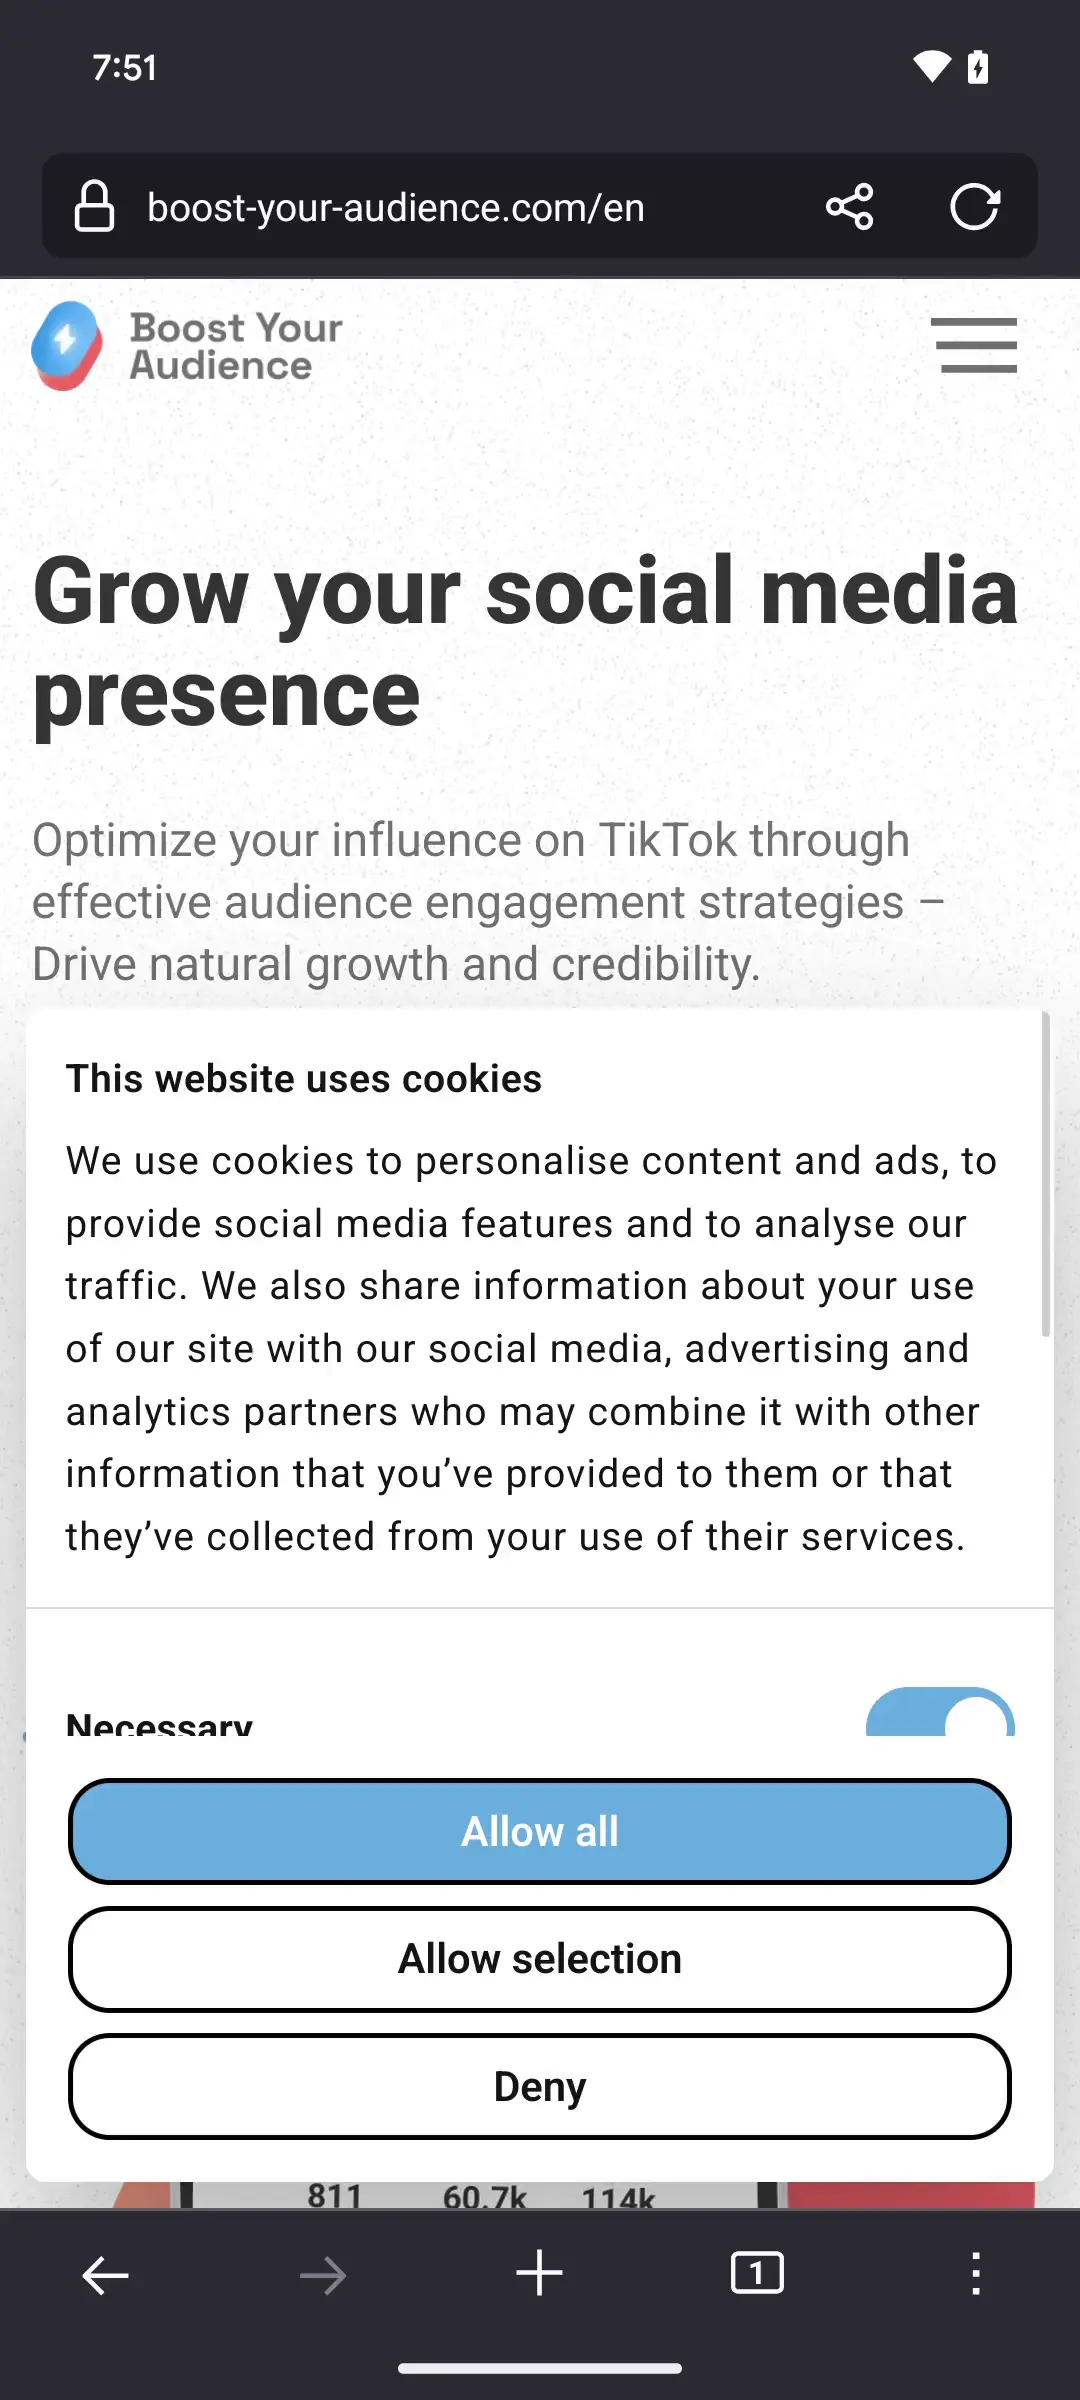 7:51
boost-your-audience.com/en
Boost Your
Audience
Grow your social media
presence
Optimize your influence on TikTok through
effective audience engagement strategies –
Drive natural growth and credibility.
This website uses cookies
We use cookies to personalise content and ads, to
provide social media features and to analyse our
traffic. We also share information about your use
of our site with our social media, advertising and
analytics partners who may combine it with other
information that you’ve provided to them or that
they’ve collected from your use of their services.
Necessary
Allow all
Allow selection
Deny
811 60.7k 114k
1